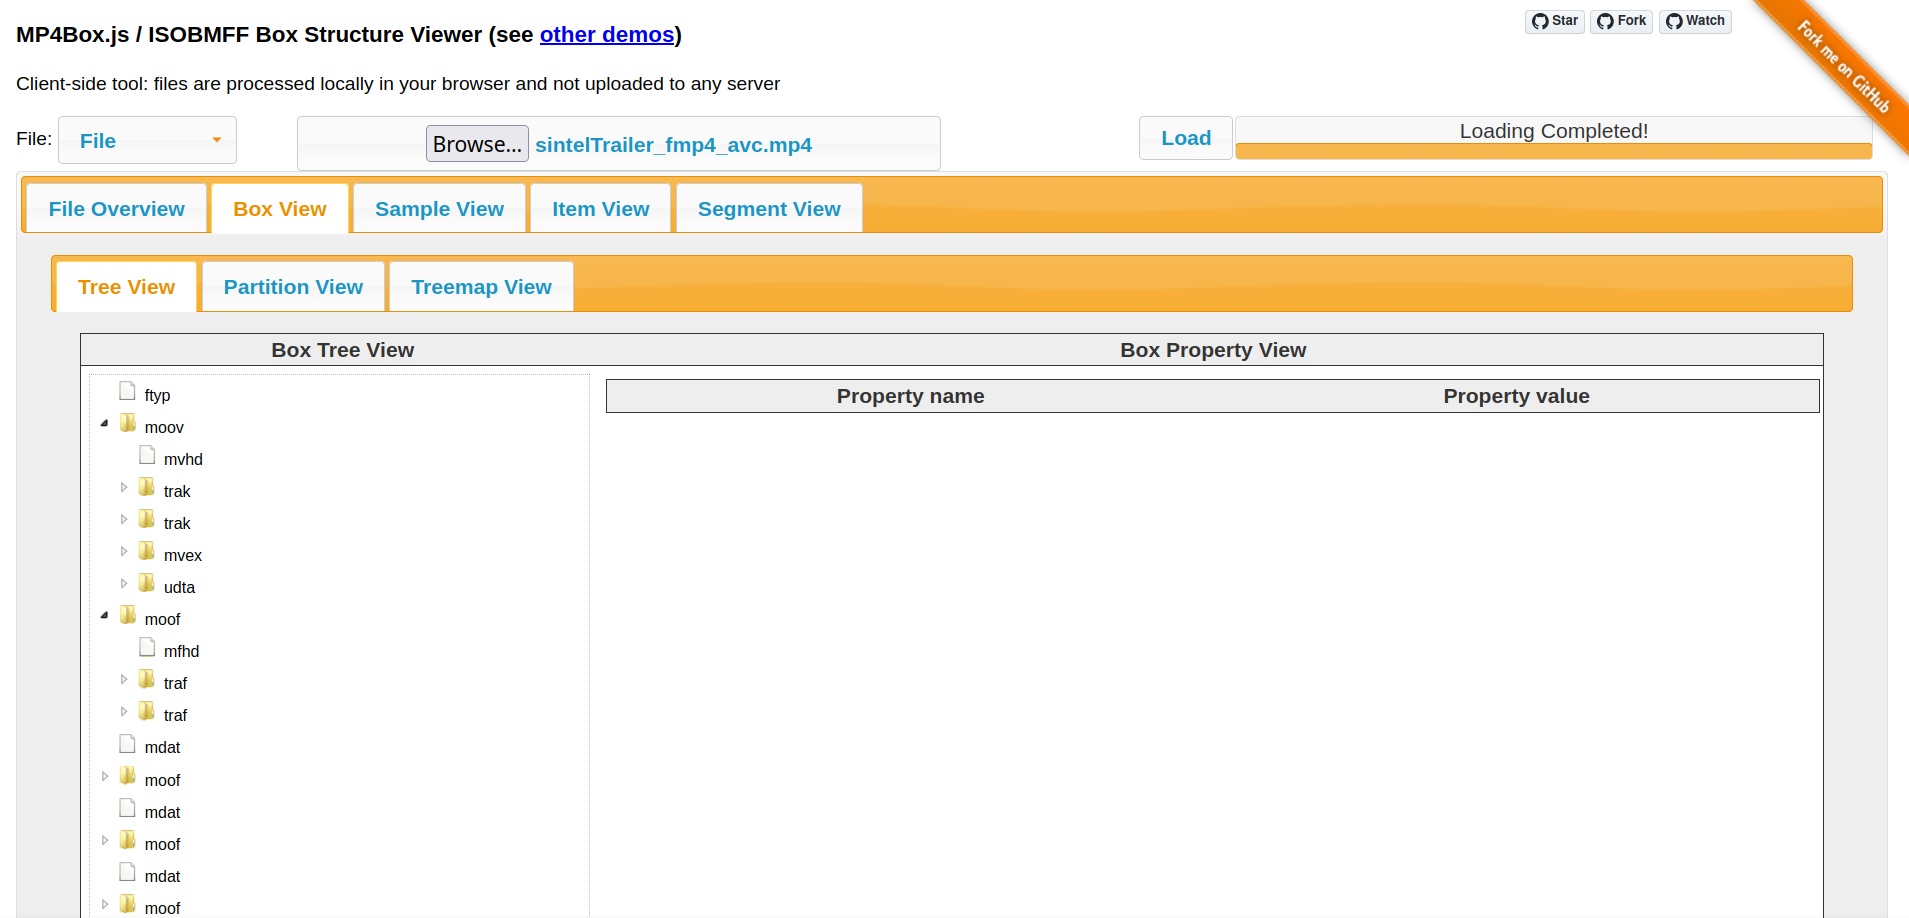 MP4Box.js / ISOBMFF Box Structure Viewer (see other demos)
Star Fork Watch
Fork me on GitHub
Client-side tool: files are processed locally in your browser and not uploaded to any server
File: File Browse... sintelTrailer_fmp4_avc.mp4 Load Loading Completed!
File Overview Box View Sample View Item View Segment View
Tree View Partition View Treemap View
Box Tree View Box Property View
Property name Property value
ftyp
moov
mvhd
trak
trak
mvex
udta
moof
mfhd
traf
traf
mdat
moof
mdat
moof
mdat
moof